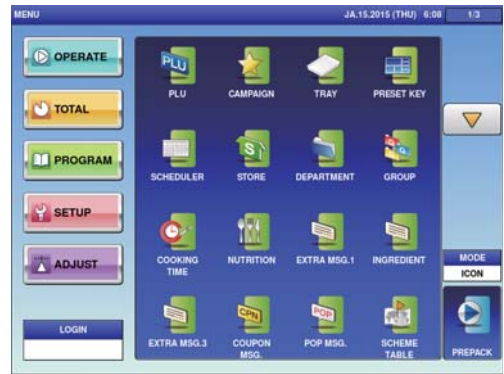 MENU
JA.15.2015 (THU) 6:08 1/3
OPERATE
TOTAL
PROGRAM
SETUP
ADJUST
LOGIN
PLU
PLU
CAMPAIGN
TRAY
PRESET KEY
SCHEDULER
S
STORE
DEPARTMENT
GROUP
COOKING
TIME
NUTRITION
EXTRA MSG.1
INGREDIENT
EXTRA MSG.3
CPN
COUPON
MSG.
POP
POP MSG.
SCHEME
TABLE
MODE
ICON
PREPACK